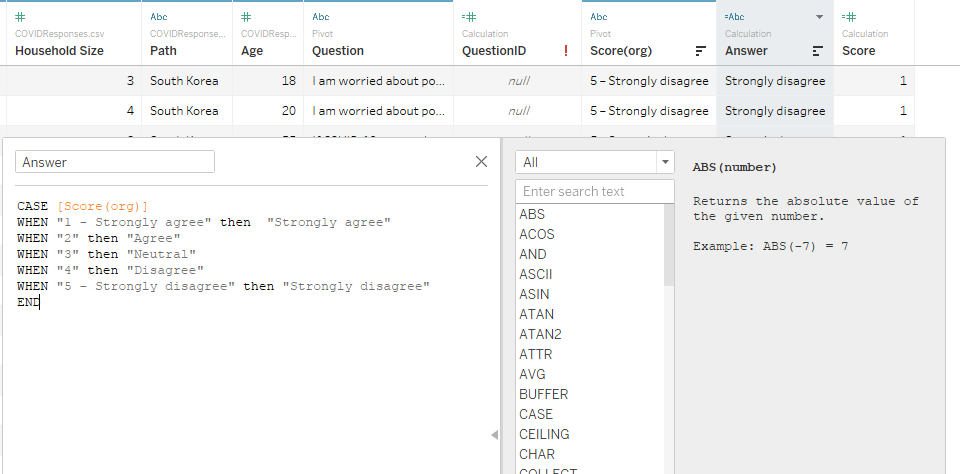 Abc Abc =# Abc =Abc =#
COVIDResponses.csv COVIDResponse... COVIDResp... Pivot Calculation Pivot Calculation Calculation
Household Size Path Age Question QuestionID ! Score(org) Answer Score
3 South Korea 18 I am worried about po... null 5 – Strongly disagree Strongly disagree 1
4 South Korea 20 I am worried about po... null 5 – Strongly disagree Strongly disagree 1
Answer
CASE [Score(org)]
WHEN "1 – Strongly agree" then "Strongly agree"
WHEN "2" then "Agree"
WHEN "3" then "Neutral"
WHEN "4" then "Disagree"
WHEN "5 – Strongly disagree" then "Strongly disagree"
END
All
Enter search text
ABS
ACOS
AND
ASCII
ASIN
ATAN
ATAN2
ATTR
AVG
BUFFER
CASE
CEILING
CHAR
COLLECT
ABS(number)
Returns the absolute value of
the given number.
Example: ABS(-7) = 7